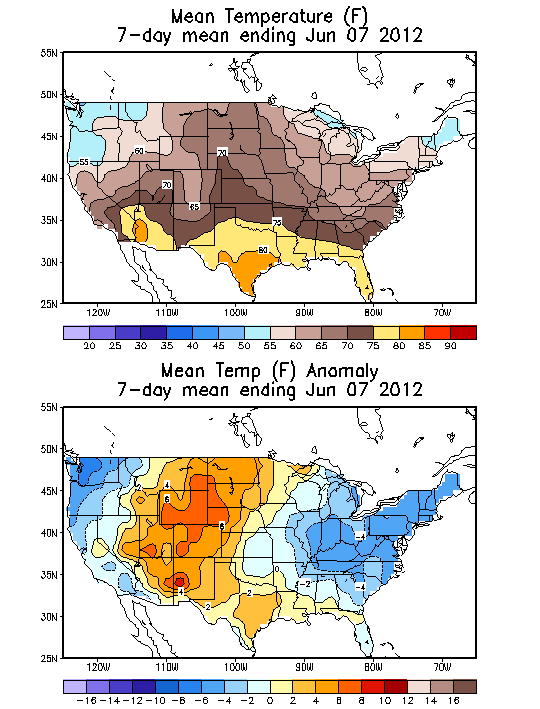 Mean Temperature (F)
7-day mean ending Jun 07 2012
55N
50N
45N
40N
35N
30N
25N
55
60
70
70
65
75
80
120W 110W 100W 90W 80W 70W
20 25 30 35 40 45 50 55 60 65 70 75 80 85 90
Mean Temp (F) Anomaly
7-day mean ending Jun 07 2012
55N
50N
45N
40N
35N
30N
25N
4
6
6
-4
0
-2
-4
4
2
2
120W 110W 100W 90W 80W 70W
-16 -14 -12 -10 -8 -6 -4 -2 0 2 4 6 8 10 12 14 16